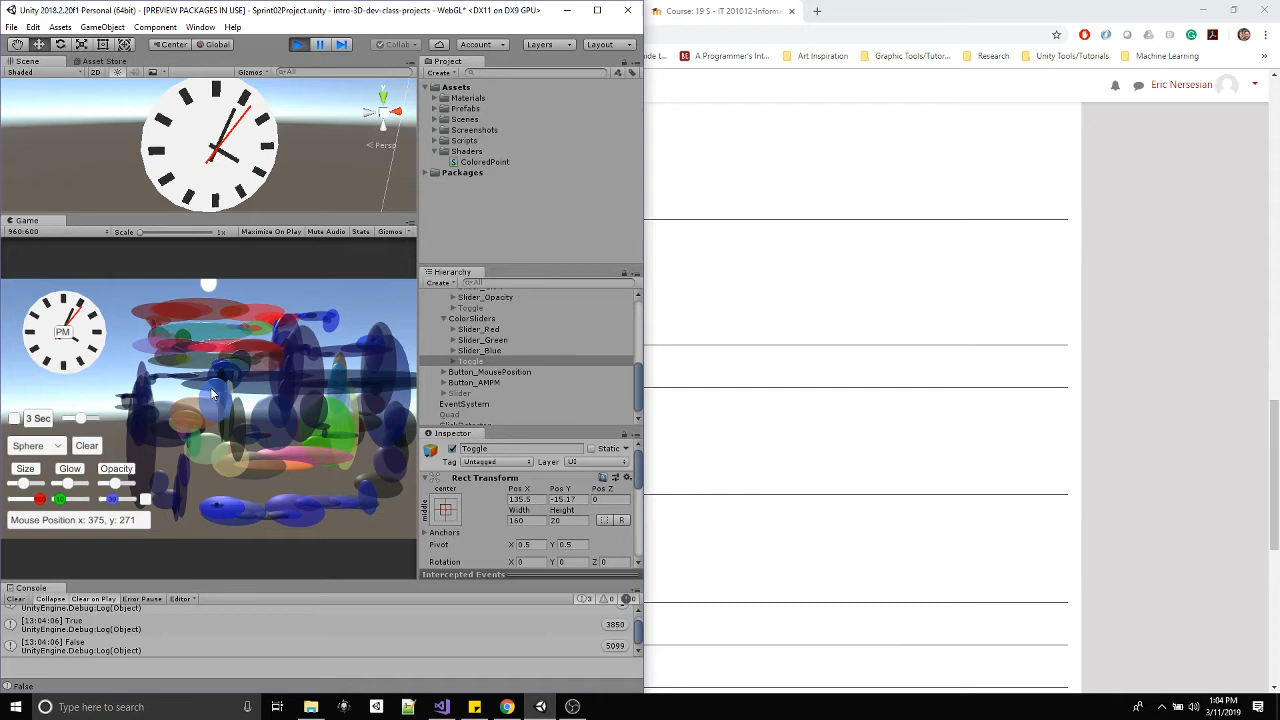 Unity 2018.2.20f1 Personal (64bit) - [PREVIEW PACKAGES IN USE] - Sprint02Project.unity - intro-3D-dev-class-projects - WebGL* <DX11 on DX9 GPU>
File Edit Assets GameObject Component Window Help
Center Global Collab Account Layers Layout
Scene Asset Store
Shaded 2D Gizmos All
y
Persp
Game
960:600 Scale 1x Maximize On Play Mute Audio Stats Gizmos
PM
3 Sec
Sphere Clear
Size Glow Opacity
Mouse Position x: 375, y: 271
Project
Create
Assets
Materials
Prefabs
Scenes
Screenshots
Scripts
Shaders
ColoredPoint
Packages
Hierarchy
Create All
Slider_Opacity
Toggle
ColorSliders
Slider_Red
Slider_Green
Slider_Blue
Toggle
Button_MousePosition
Button_AMPM
Slider
EventSystem
Quad
Inspector
Toggle Static
Tag Untagged Layer UI
Rect Transform
center Pos X Pos Y Pos Z
middle 135.5 -15.17 0
Width Height
160 20 R
Anchors
Pivot X 0.5 Y 0.5
Rotation X 0 Y 0 Z 0
Intercepted Events
Console
Clear Collapse Clear on Play Error Pause Editor 3 0 0
UnityEngine.Debug:Log(Object)
[13:04:06] True
UnityEngine.Debug:Log(Object) 3850
[13:04:06] False
UnityEngine.Debug:Log(Object) 5099
False
Course: 19 S - IT 201012-Informa
A Programmer's Int... Art Inspiration Graphic Tools/Tutor... Research Unity Tools/Tutorials Machine Learning
Eric Nersesian
Type here to search
1:04 PM
3/11/2019